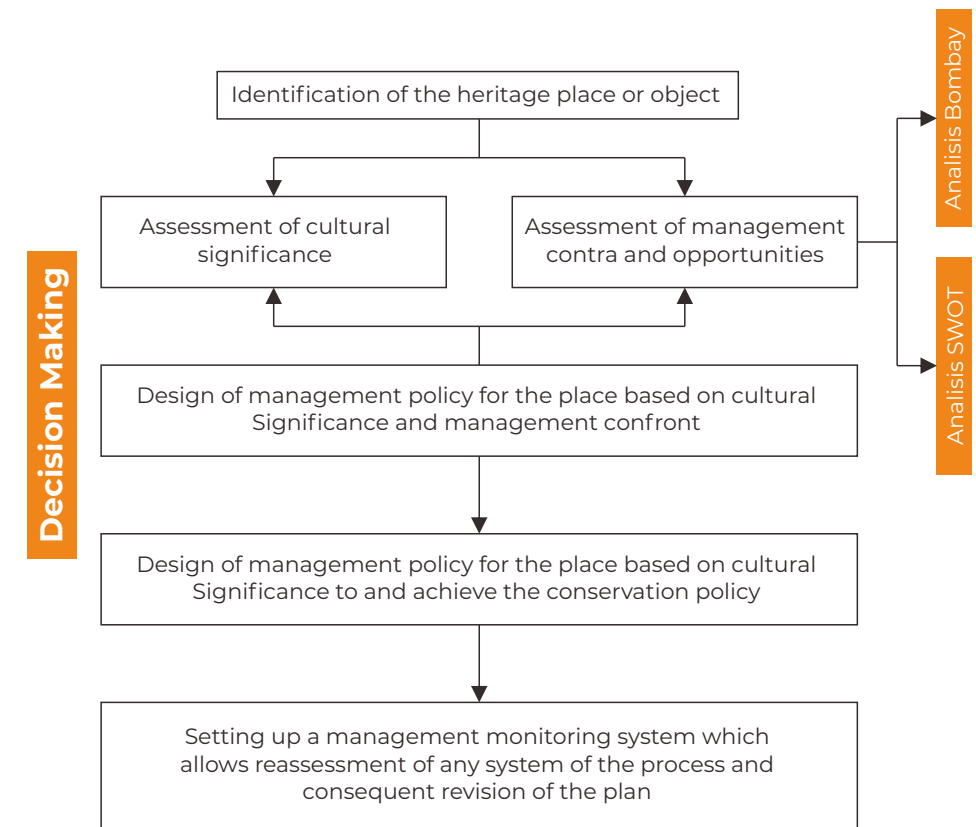 Identification of the heritage place or object
Assessment of cultural
significance
Assessment of management
contra and opportunities
Analisis Bombay
Analisis SWOT
Decision Making
Design of management policy for the place based on cultural
Significance and management confront
Design of management policy for the place based on cultural
Significance to and achieve the conservation policy
Setting up a management monitoring system which
allows reassessment of any system of the process and
consequent revision of the plan